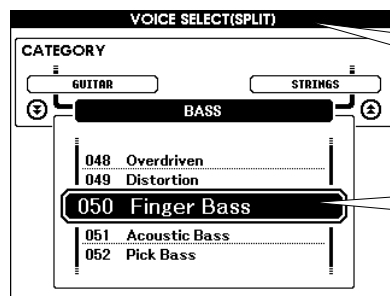 VOICE SELECT(SPLIT)
CATEGORY
GUITAR
STRINGS
BASS
048 Overdriven
049 Distortion
050 Finger Bass
051 Acoustic Bass
052 Pick Bass